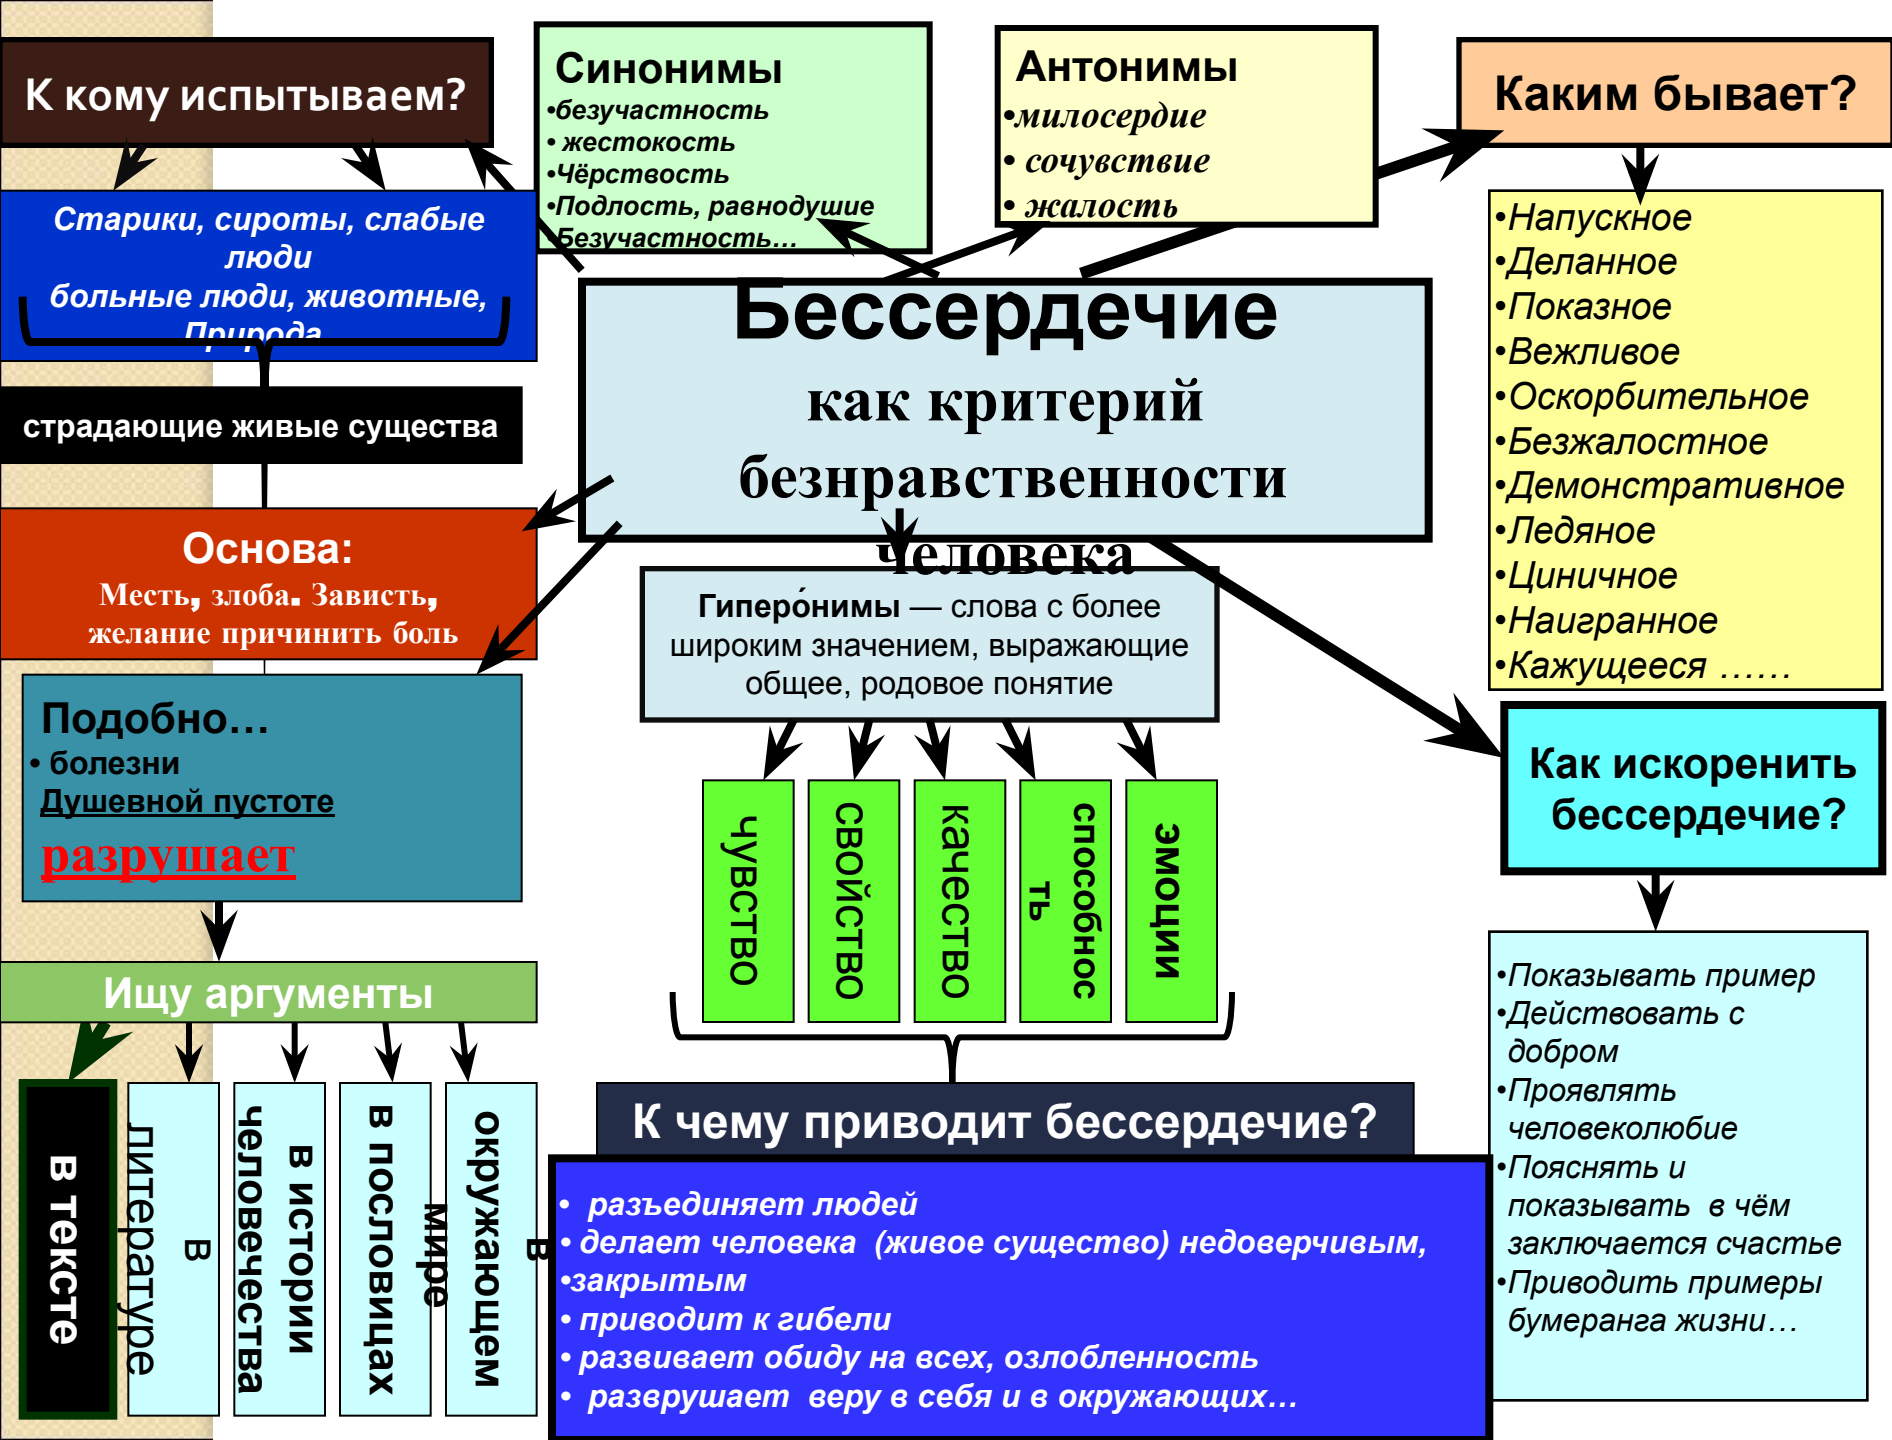 К кому испытываем?
Старики, сироты, слабые
люди
больные люди, животные,
Природа
страдающие живые существа
Основа:
Месть, злоба. Зависть,
желание причинить боль
Подобно…
• болезни
Душевной пустоте
разрушает
Ищу аргументы
в тексте
в
литературе
в истории
человечества
в пословицах
в
окружающем
мире
Синонимы
•безучастность
• жестокость
•Чёрствость
•Подлость, равнодушие
•Безучастность…
Антонимы
•милосердие
• сочувствие
• жалость
Бессердечие
как критерий
безнравственности
человека
Гиперо́нимы — слова с более
широким значением, выражающие
общее, родовое понятие
чувство
свойство
качество
способнос
ть
эмоции
К чему приводит бессердечие?
• разъединяет людей
• делает человека (живое существо) недоверчивым,
•закрытым
• приводит к гибели
• развивает обиду на всех, озлобленность
• разврушает веру в себя и в окружающих…
Каким бывает?
•Напускное
•Деланное
•Показное
•Вежливое
•Оскорбительное
•Безжалостное
•Демонстративное
•Ледяное
•Циничное
•Наигранное
•Кажущееся ……
Как искоренить
бессердечие?
•Показывать пример
•Действовать с
добром
•Проявлять
человеколюбие
•Пояснять и
показывать в чём
заключается счастье
•Приводить примеры
бумеранга жизни…